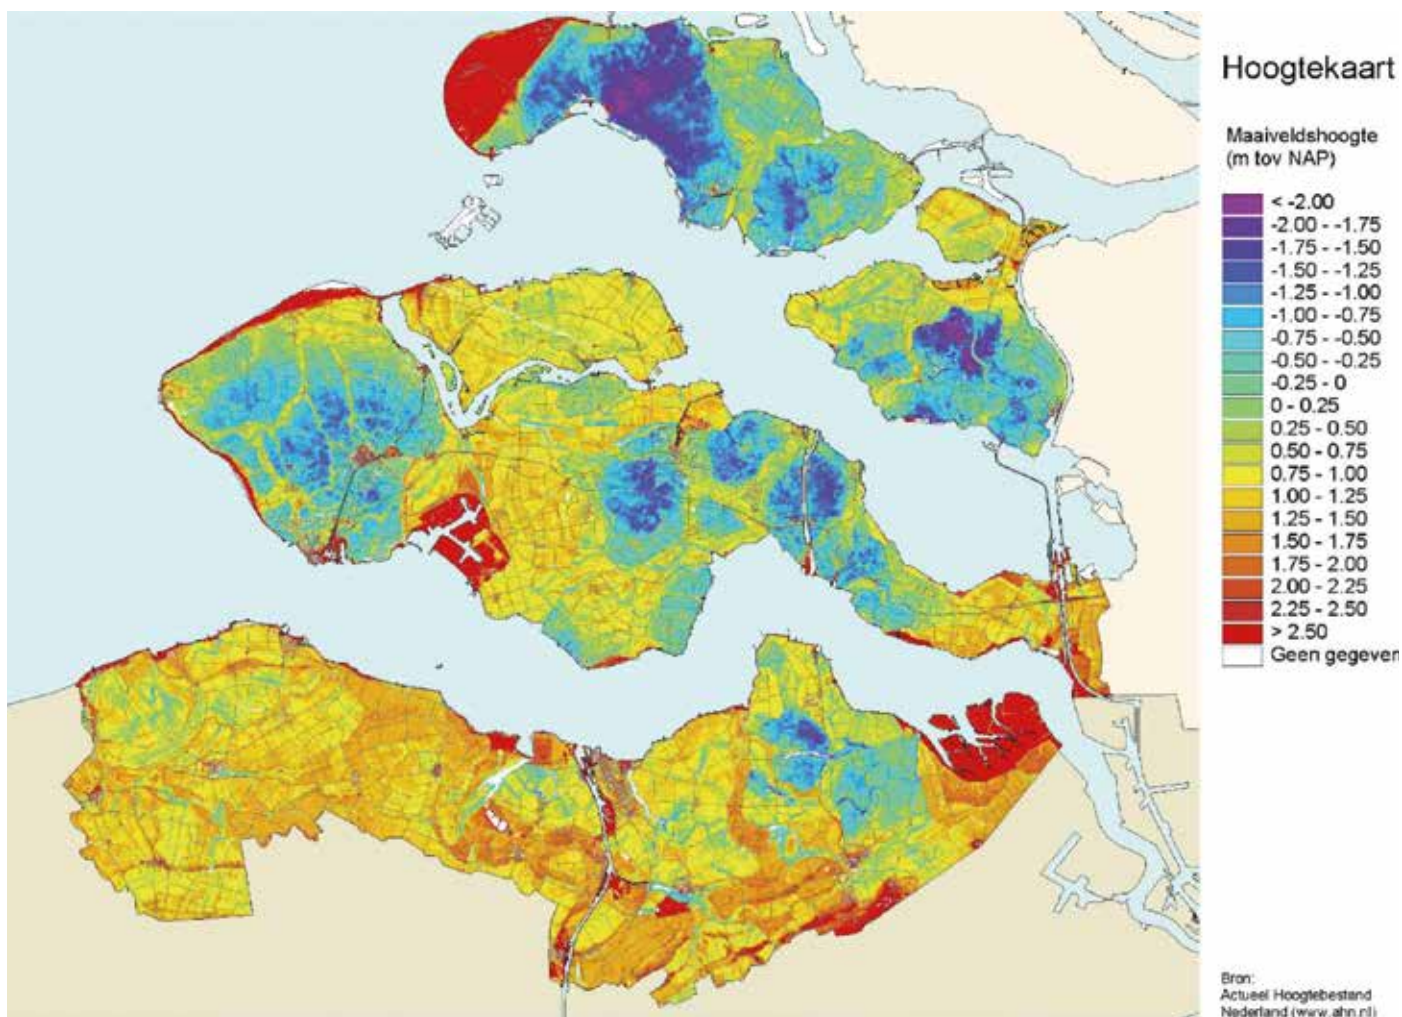 Hoogtekaart
Maaiveldshoogte
(m tov NAP)
< -2.00
-2.00 - -1.75
-1.75 - -1.50
-1.50 - -1.25
-1.25 - -1.00
-1.00 - -0.75
-0.75 - -0.50
-0.50 - -0.25
-0.25 - 0
0 - 0.25
0.25 - 0.50
0.50 - 0.75
0.75 - 1.00
1.00 - 1.25
1.25 - 1.50
1.50 - 1.75
1.75 - 2.00
2.00 - 2.25
2.25 - 2.50
> 2.50
Geen gegeven
Bron:
Actueel Hoogtebestand
Nederland (www.ahn.nl)